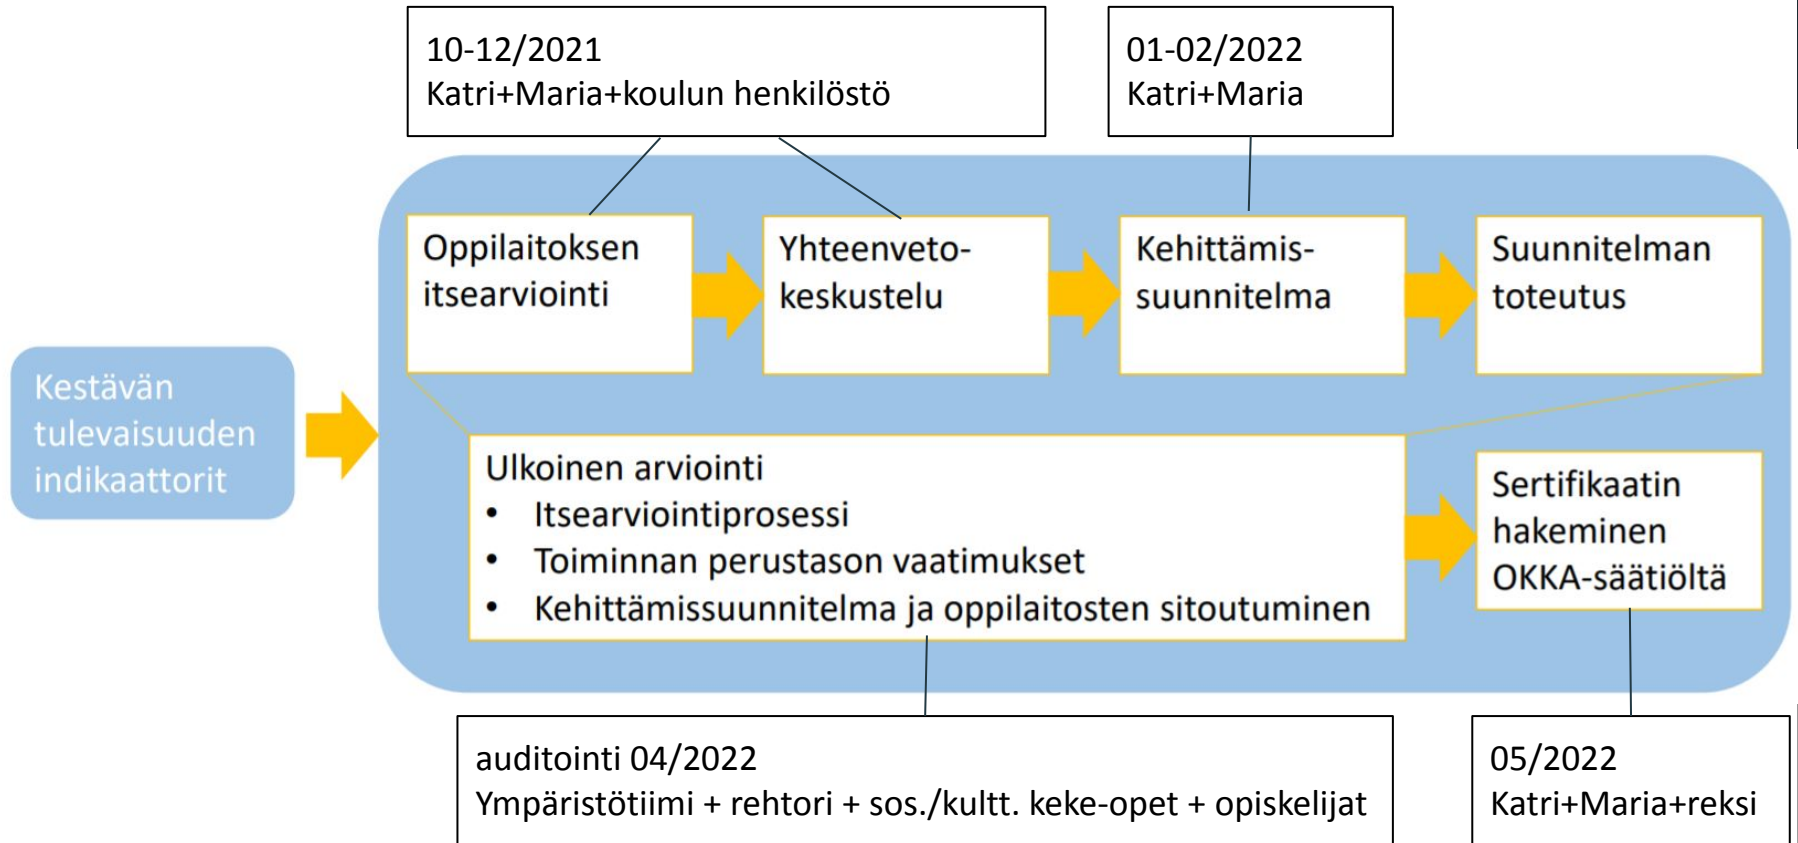 10-12/2021
Katri+Maria+koulun henkilöstö
01-02/2022
Katri+Maria
Oppilaitoksen
itsearviointi
Yhteenveto-
keskustelu
Kehittämis-
suunnitelma
Suunnitelman
toteutus
Kestävän
tulevaisuuden
indikaattorit
Ulkoinen arviointi
• Itsearviointiprosessi
• Toiminnan perustason vaatimukset
• Kehittämissuunnitelma ja oppilaitosten sitoutuminen
Sertifikaatin
hakeminen
OKKA-säätiöltä
auditointi 04/2022
Ympäristötiimi + rehtori + sos./kultt. keke-opet + opiskelijat
05/2022
Katri+Maria+reksi